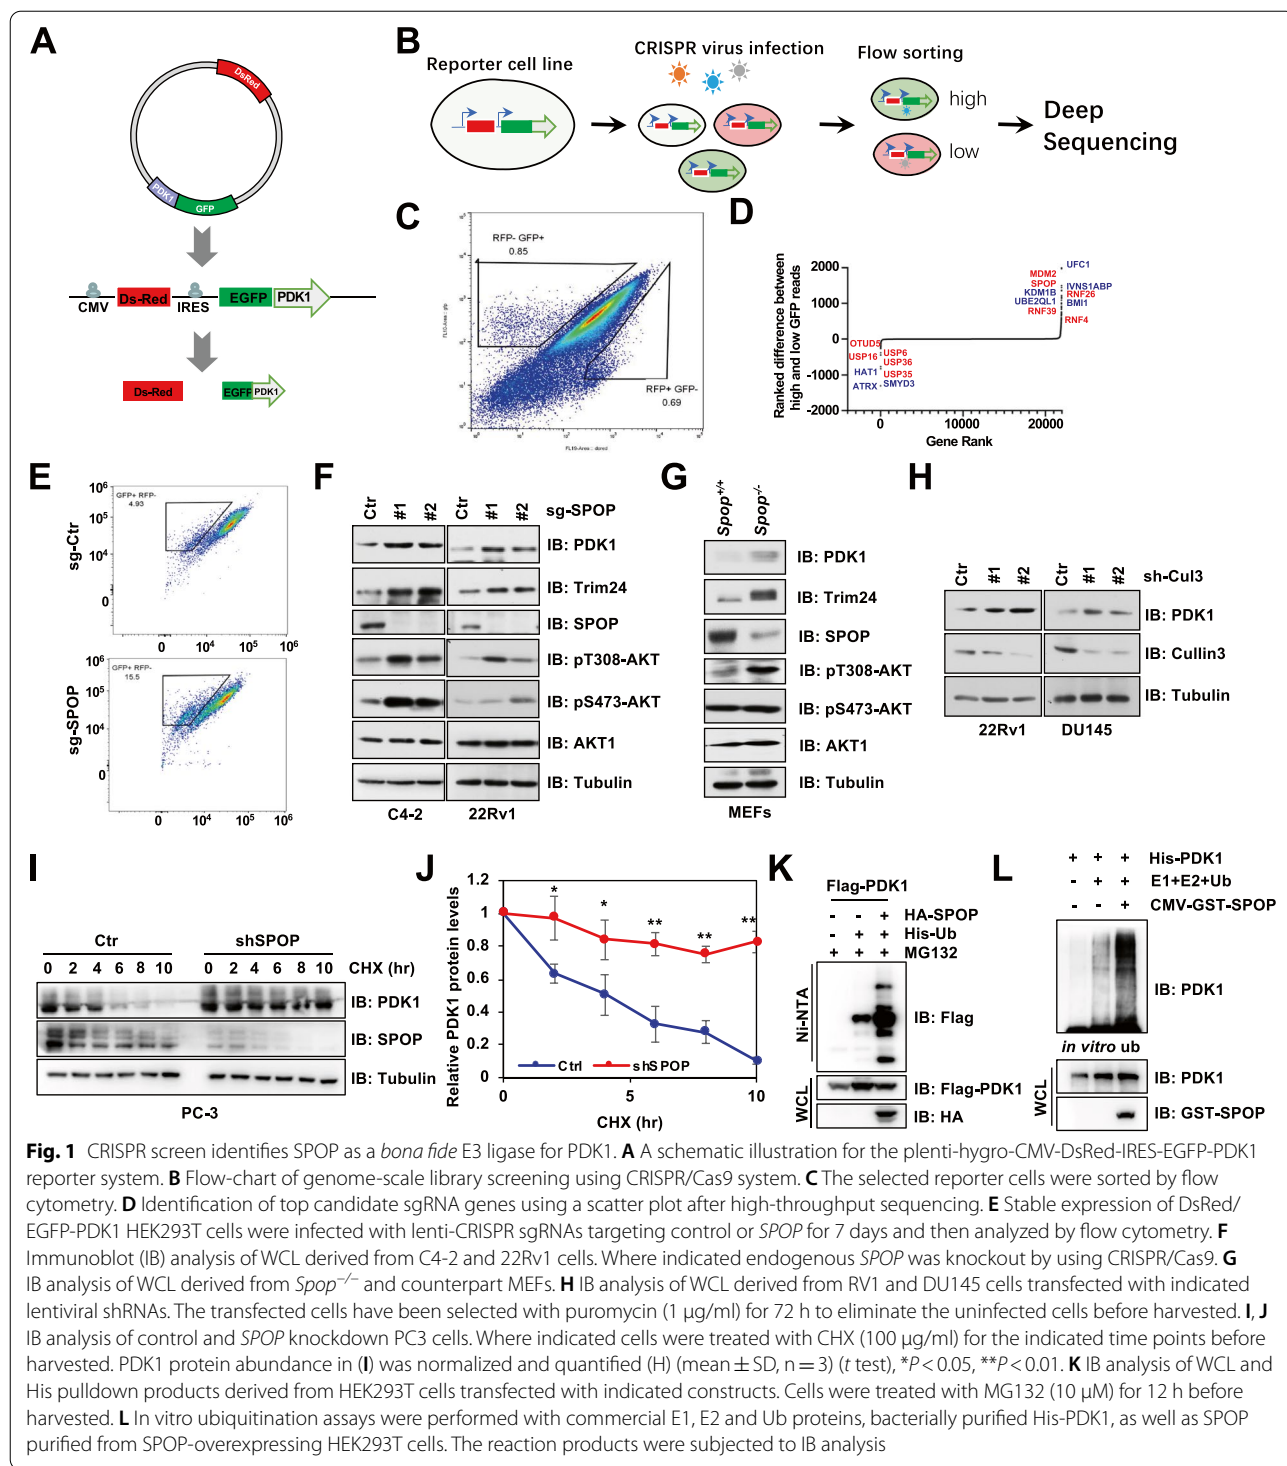 A
DsRed
PDK1
GFP
CMV
Ds-Red
IRES
EGFP
PDK1
Ds-Red
EGFP
PDK1
B
Reporter cell line
CRISPR virus infection
Flow sorting
high
low
Deep
Sequencing
C
RFP- GFP+
0.85
RFP+ GFP-
0.69
D
Ranked difference between
high and low GFP reads
2000
1000
0
-1000
-2000
UFC1
MDM2
SPOP
KDM1B
UBE2QL1
RNF39
IVNS1ABP
RNF26
BMI1
RNF4
OTUD5
USP16
HAT1
ATRX
USP6
USP36
USP35
SMYD3
0 10000 20000
Gene Rank
E
sg-Ctr
10⁶
10⁵
10⁴
0
GFP+ RFP-
4.93
0 10⁴ 10⁵ 10⁶
sg-SPOP
10⁶
10⁵
10⁴
0
GFP+ RFP-
15.5
0 10⁴ 10⁵ 10⁶
F
Ctr #1 #2 Ctr #1 #2 sg-SPOP
IB: PDK1
IB: Trim24
IB: SPOP
IB: pT308-AKT
IB: pS473-AKT
IB: AKT1
IB: Tubulin
C4-2 22Rv1
G
Spop+/+ Spop-/-
IB: PDK1
IB: Trim24
IB: SPOP
IB: pT308-AKT
IB: pS473-AKT
IB: AKT1
IB: Tubulin
MEFs
H
Ctr #1 #2 Ctr #1 #2 sh-Cul3
IB: PDK1
IB: Cullin3
IB: Tubulin
22Rv1 DU145
I
Ctr shSPOP
0 2 4 6 8 10 0 2 4 6 8 10 CHX (hr)
IB: PDK1
IB: SPOP
IB: Tubulin
PC-3
J
Relative PDK1 protein levels
1.2
1
0.8
0.6
0.4
0.2
0
* * ** ** **
Ctrl shSPOP
0 5 10
CHX (hr)
K
Flag-PDK1
- - + HA-SPOP
- + + His-Ub
+ + + MG132
Ni-NTA
IB: Flag
WCL
IB: Flag-PDK1
IB: HA
L
+ + + His-PDK1
- + + E1+E2+Ub
- - + CMV-GST-SPOP
IB: PDK1
in vitro ub
WCL
IB: PDK1
IB: GST-SPOP
Fig. 1 CRISPR screen identifies SPOP as a bona fide E3 ligase for PDK1. A A schematic illustration for the plenti-hygro-CMV-DsRed-IRES-EGFP-PDK1
reporter system. B Flow-chart of genome-scale library screening using CRISPR/Cas9 system. C The selected reporter cells were sorted by flow
cytometry. D Identification of top candidate sgRNA genes using a scatter plot after high-throughput sequencing. E Stable expression of DsRed/
EGFP-PDK1 HEK293T cells were infected with lenti-CRISPR sgRNAs targeting control or SPOP for 7 days and then analyzed by flow cytometry. F
Immunoblot (IB) analysis of WCL derived from C4-2 and 22Rv1 cells. Where indicated endogenous SPOP was knockout by using CRISPR/Cas9. G
IB analysis of WCL derived from Spop−/− and counterpart MEFs. H IB analysis of WCL derived from RV1 and DU145 cells transfected with indicated
lentiviral shRNAs. The transfected cells have been selected with puromycin (1 μg/ml) for 72 h to eliminate the uninfected cells before harvested. I, J
IB analysis of control and SPOP knockdown PC3 cells. Where indicated cells were treated with CHX (100 μg/ml) for the indicated time points before
harvested. PDK1 protein abundance in (I) was normalized and quantified (H) (mean ± SD, n = 3) (t test), *P < 0.05, **P < 0.01. K IB analysis of WCL and
His pulldown products derived from HEK293T cells transfected with indicated constructs. Cells were treated with MG132 (10 μM) for 12 h before
harvested. L In vitro ubiquitination assays were performed with commercial E1, E2 and Ub proteins, bacterially purified His-PDK1, as well as SPOP
purified from SPOP-overexpressing HEK293T cells. The reaction products were subjected to IB analysis